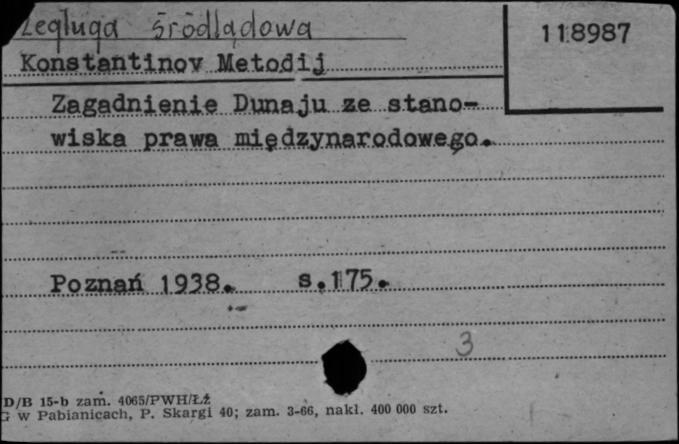 Żegluga śródlądowa
118987
Konstantinov Metodij
Zagadnienie Dunaju ze stano-
wiska prawa międzynarodowego.
Poznań 1938. s.175.
3
D/B 15-b zam. 4065/PWH/ŁŻ
G w Pabianicach, P. Skargi 40; zam. 3-66, nakł. 400 000 szt.